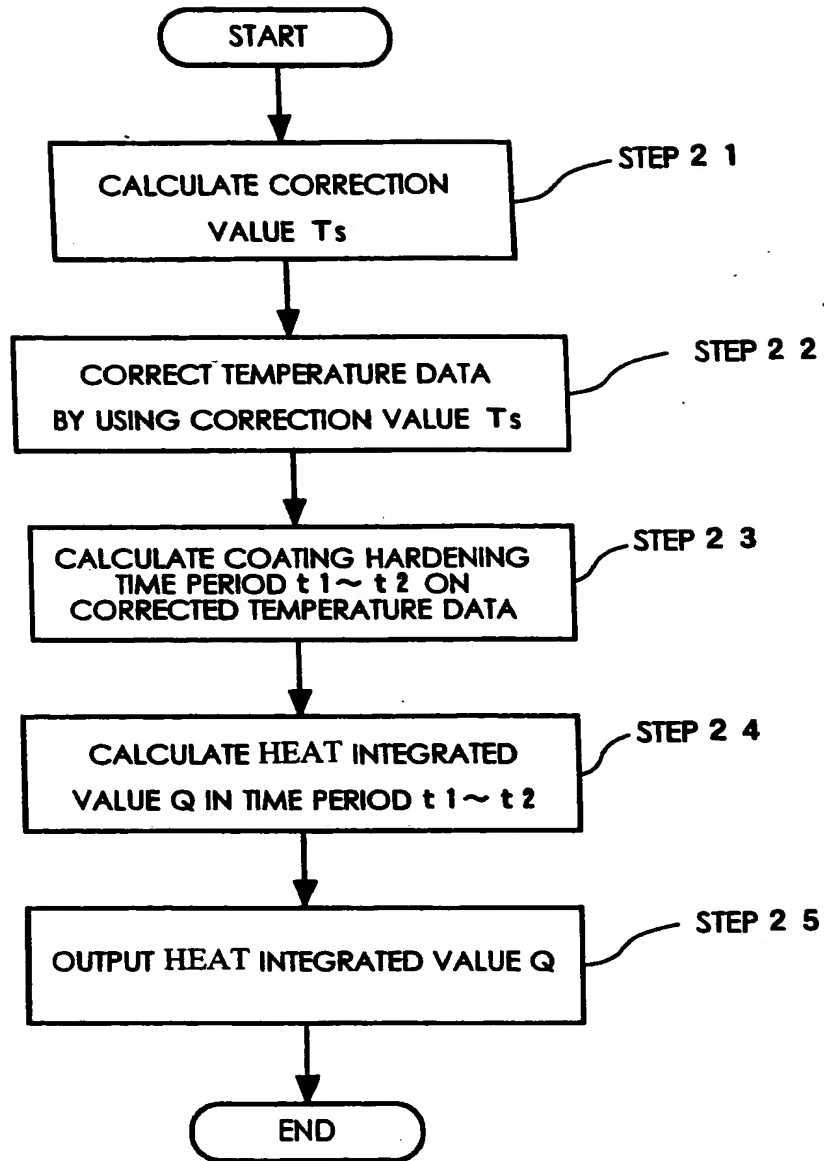 START
CALCULATE CORRECTION
VALUE Ts
STEP 2 1
CORRECT TEMPERATURE DATA
BY USING CORRECTION VALUE Ts
STEP 2 2
CALCULATE COATING HARDENING
TIME PERIOD t 1~ t 2 ON
CORRECTED TEMPERATURE DATA
STEP 2 3
CALCULATE HEAT INTEGRATED
VALUE Q IN TIME PERIOD t 1~ t 2
STEP 2 4
OUTPUT HEAT INTEGRATED VALUE Q
STEP 2 5
END